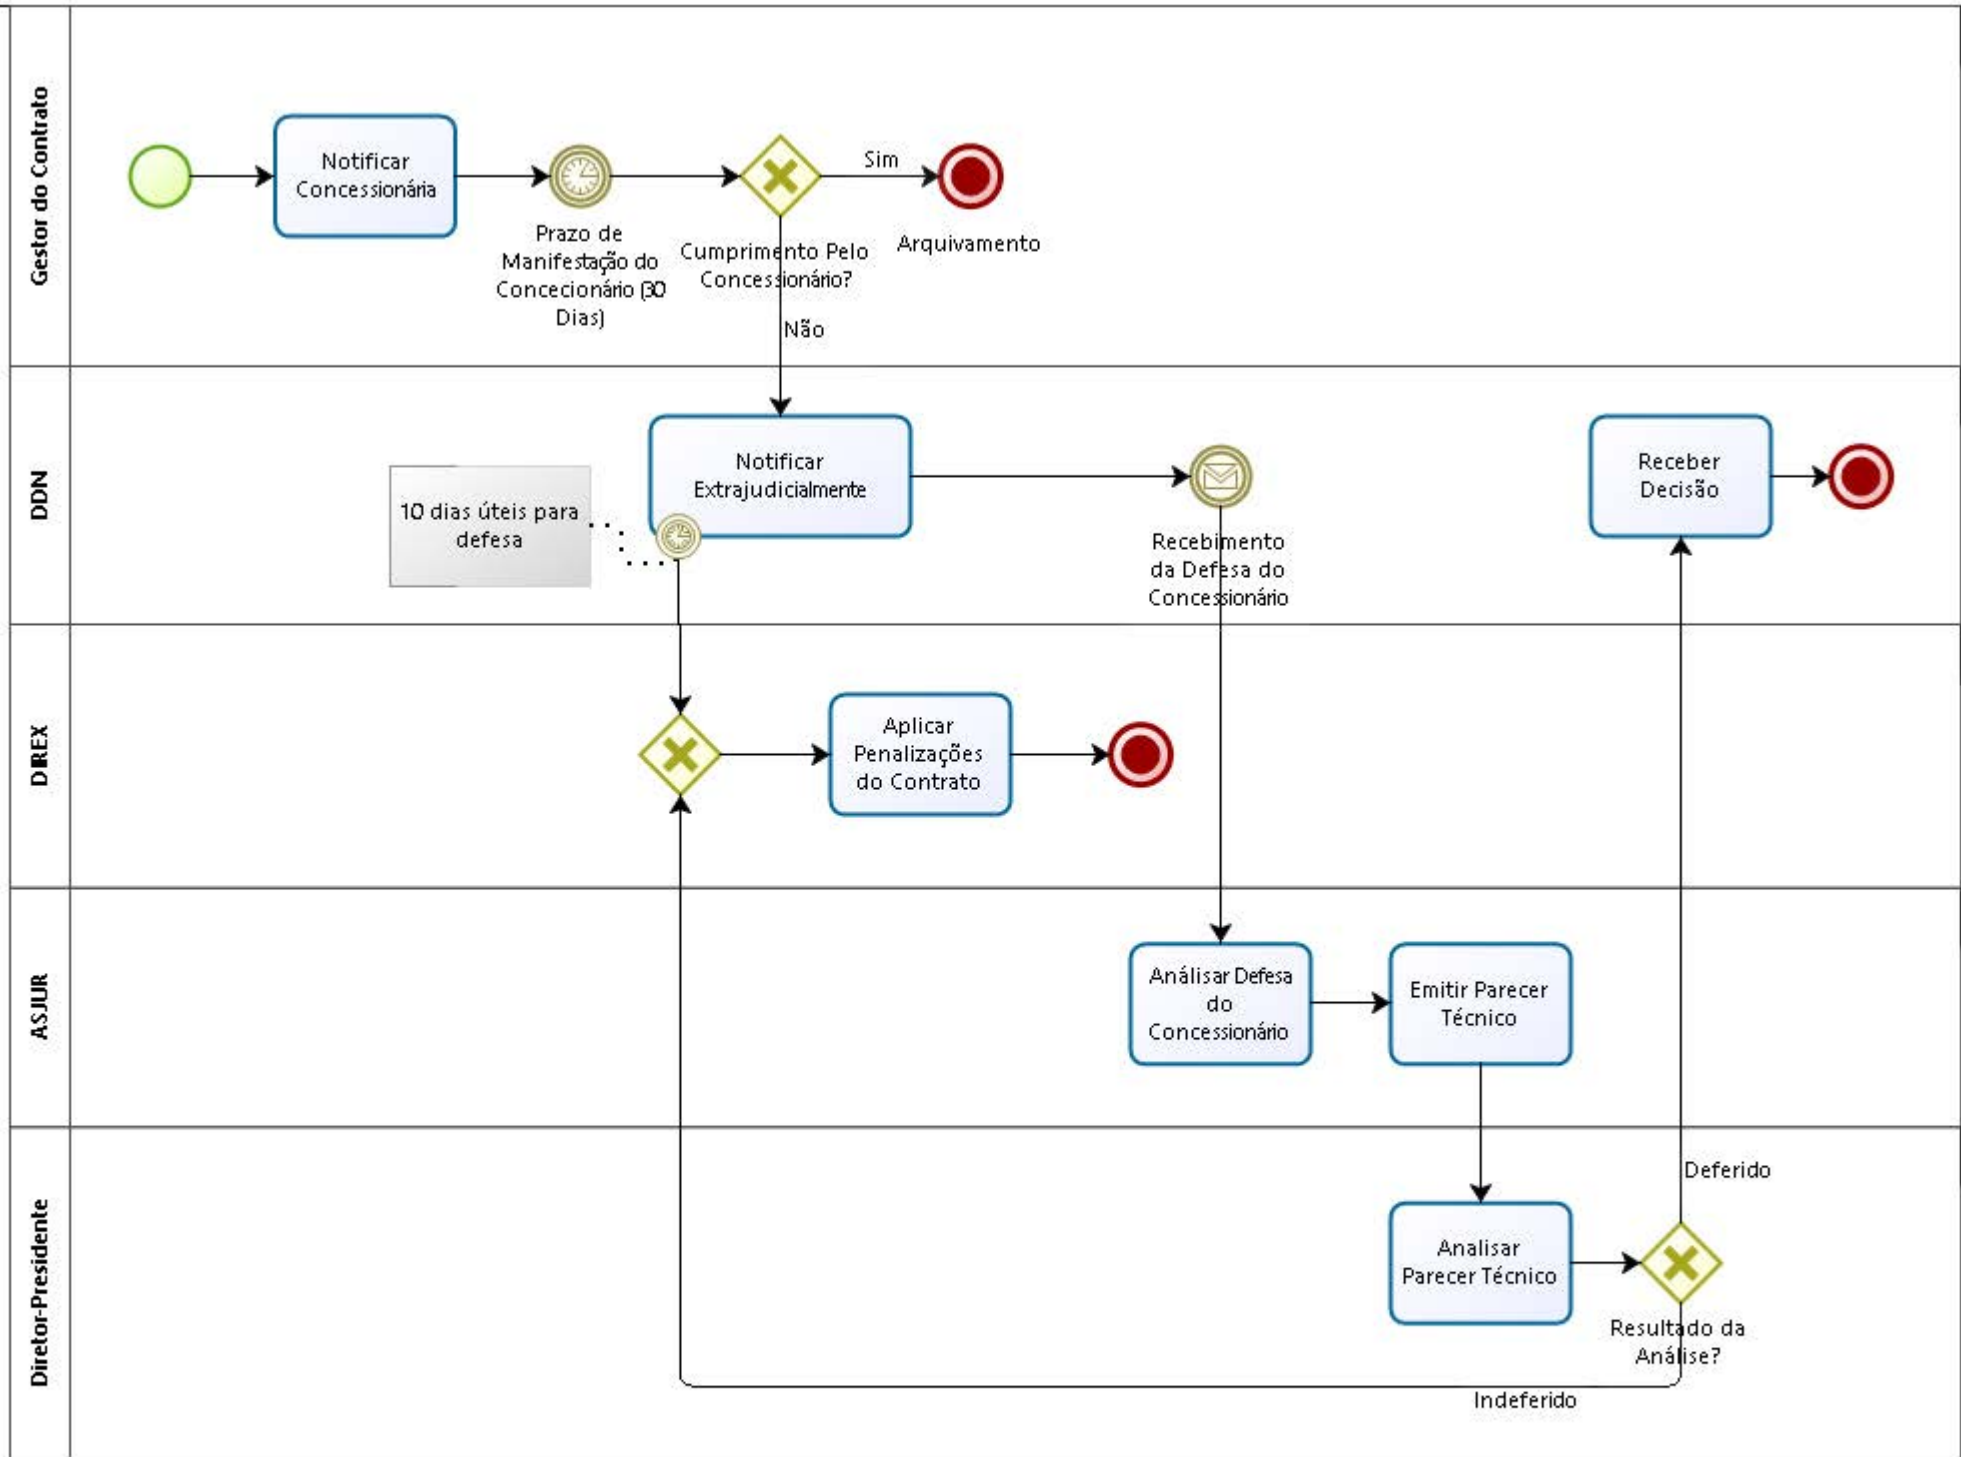 Gestor do Contrato
Notificar
Concessionária
Prazo de
Manifestação do
Concecionário (30
Dias)
Cumprimento Pelo
Concessionário?
Sim
Arquivamento
Não
DDN
10 dias úteis para
defesa
Notificar
Extrajudicialmente
Recebimento
da Defesa do
Concessionário
Receber
Decisão
DIREX
Aplicar
Penalizações
do Contrato
ASJUR
Análisar Defesa
do
Concessionário
Emitir Parecer
Técnico
Diretor-Presidente
Analisar
Parecer Técnico
Deferido
Resultado da
Análise?
Indeferido